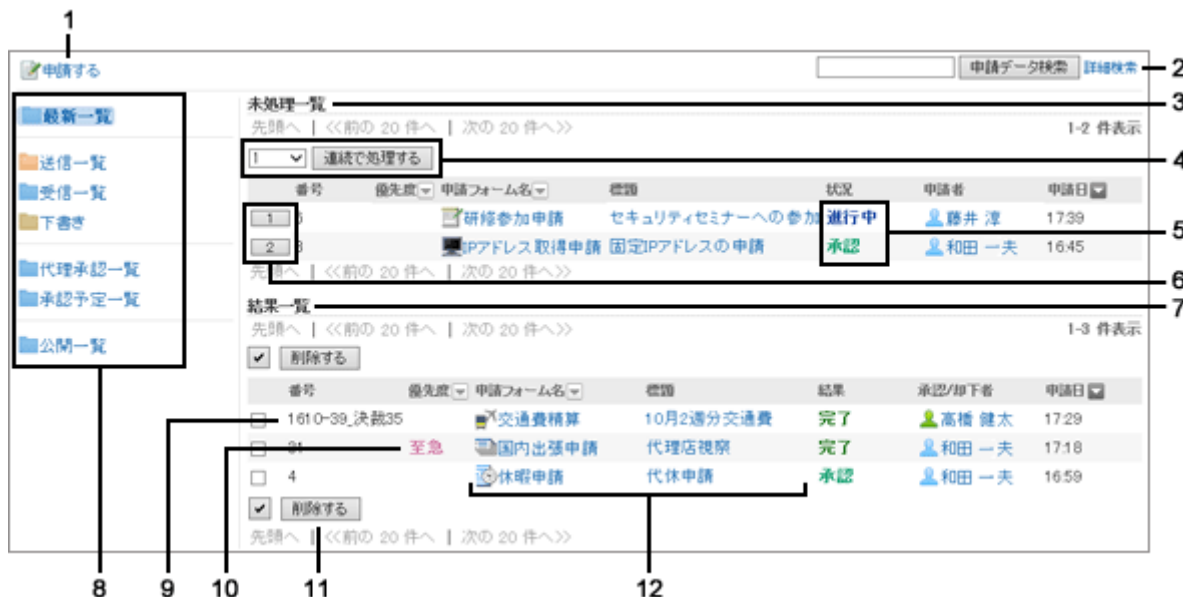 1
申請する 申請データ検索 詳細検索 2
最新一覧 未処理一覧 3
先頭へ | <<前の 20 件へ | 次の 20 件へ>> 1-2 件表示
送信一覧 1 連続で処理する 4
受信一覧 番号 優先度 申請フォーム名 標題 状況 申請者 申請日
下書き 1 研修参加申請 セキュリティセミナーへの参加 進行中 藤井 淳 17:39
2 IPアドレス取得申請 固定IPアドレスの申請 承認 和田 一夫 16:45 5
代理承認一覧 先頭へ | <<前の 20 件へ | 次の 20 件へ>> 6
承認予定一覧 結果一覧 7
先頭へ | <<前の 20 件へ | 次の 20 件へ>> 1-3 件表示
公開一覧 削除する
番号 優先度 申請フォーム名 標題 結果 承認/却下者 申請日
1610-39_決裁35 交通費精算 10月2週分交通費 完了 高橋 健太 17:29
至急 国内出張申請 代理店視察 完了 和田 一夫 17:18
4 休暇申請 代休申請 承認 和田 一夫 16:59
削除する
先頭へ | <<前の 20 件へ | 次の 20 件へ>>
8 9 10 11 12